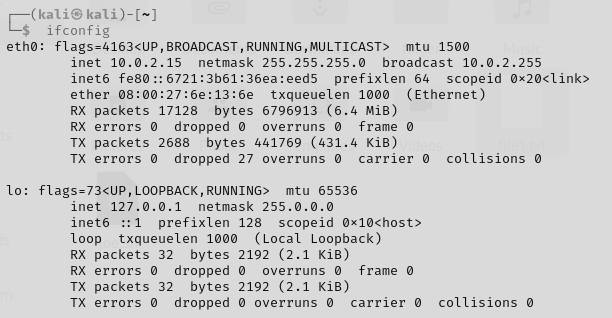 ┌──(kali㉿kali)-[~]
└─$ ifconfig
eth0: flags=4163<UP,BROADCAST,RUNNING,MULTICAST>  mtu 1500
        inet 10.0.2.15  netmask 255.255.255.0  broadcast 10.0.2.255
        inet6 fe80::6721:3b61:36ea:eed5  prefixlen 64  scopeid 0×20<link>
        ether 08:00:27:6e:13:6e  txqueuelen 1000  (Ethernet)
        RX packets 17128  bytes 6796913 (6.4 MiB)
        RX errors 0  dropped 0  overruns 0  frame 0
        TX packets 2688  bytes 441769 (431.4 KiB)
        TX errors 0  dropped 27 overruns 0  carrier 0  collisions 0

lo: flags=73<UP,LOOPBACK,RUNNING>  mtu 65536
        inet 127.0.0.1  netmask 255.0.0.0
        inet6 ::1  prefixlen 128  scopeid 0×10<host>
        loop  txqueuelen 1000  (Local Loopback)
        RX packets 32  bytes 2192 (2.1 KiB)
        RX errors 0  dropped 0  overruns 0  frame 0
        TX packets 32  bytes 2192 (2.1 KiB)
        TX errors 0  dropped 0 overruns 0  carrier 0  collisions 0
Music
Videos